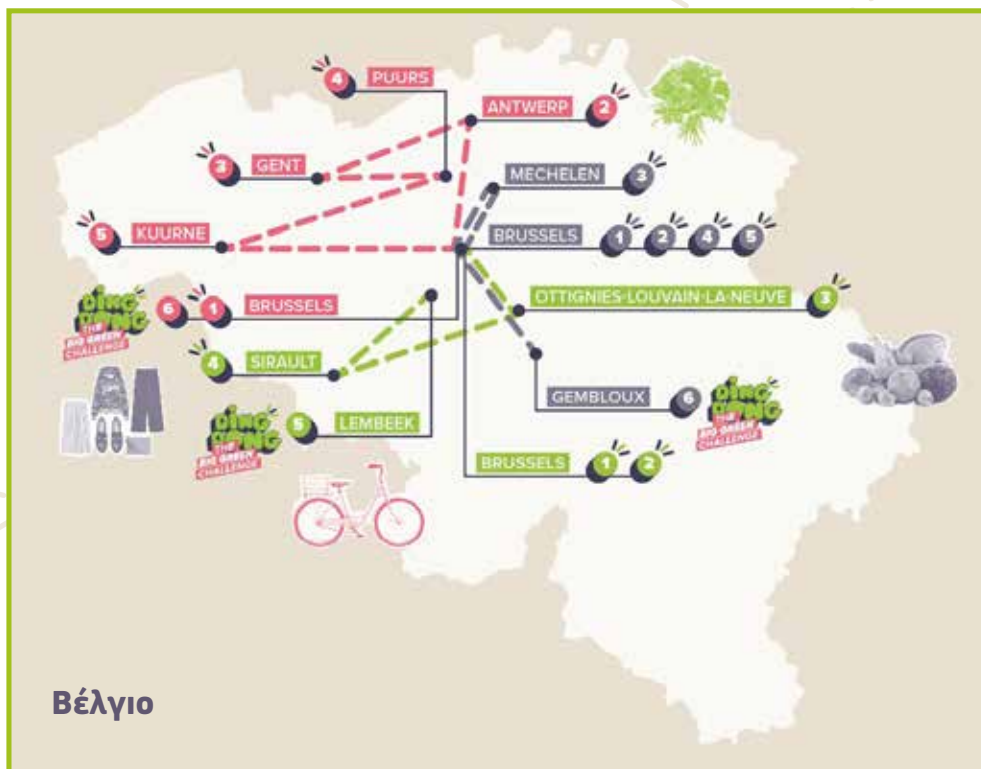 4 PUURS
ANTWERP 2
3 GENT
MECHELEN 3
5 KUURNE
BRUSSELS 1 2 4 5
DING DONG THE BIG GREEN CHALLENGE
6 1 BRUSSELS
OTTIGNIES-LOUVAIN-LA-NEUVE 3
4 SIRAULT
DING DONG THE BIG GREEN CHALLENGE
5 LEMBEEK
GEMBLOUX 6
DING DONG THE BIG GREEN CHALLENGE
BRUSSELS 1 2
Βέλγιο